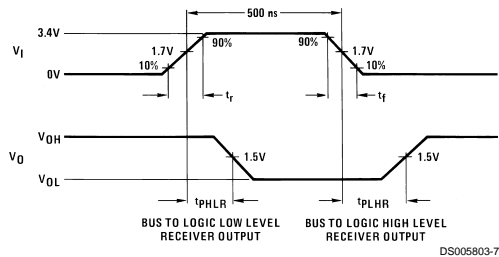 500 ns
3.4V
VI
1.7V
90%
90%
1.7V
10%
10%
0V
tr
tf
VOH
VO
1.5V
1.5V
VOL
tPHLR
tPLHR
BUS TO LOGIC LOW LEVEL
RECEIVER OUTPUT
BUS TO LOGIC HIGH LEVEL
RECEIVER OUTPUT
DS005803-7